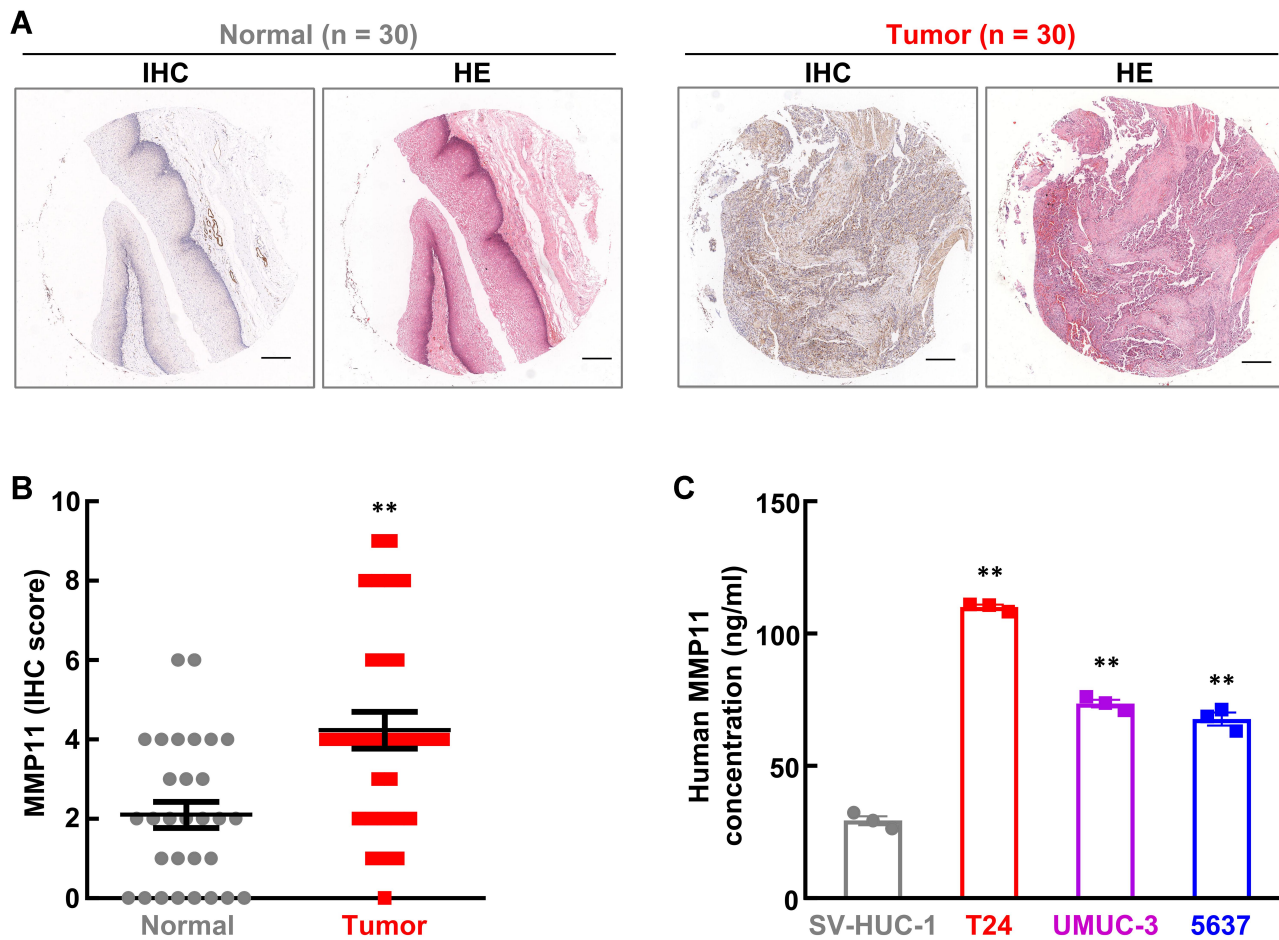 A
Normal (n = 30)
Tumor (n = 30)
IHC
HE
IHC
HE
B
MMP11 (IHC score)
10
8
6
4
2
0
**
Normal
Tumor
C
Human MMP11
concentration (ng/ml)
150
100
50
0
**
**
**
SV-HUC-1
T24
UMUC-3
5637